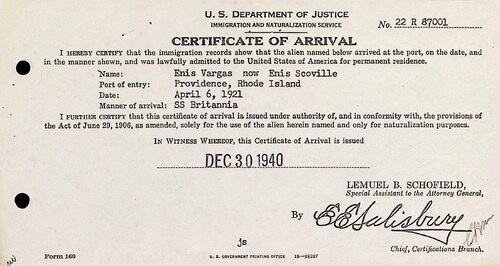 U. S. DEPARTMENT OF JUSTICE
IMMIGRATION AND NATURALIZATION SERVICE
No. 22 R 87001
CERTIFICATE OF ARRIVAL
I HEREBY CERTIFY that the immigration records show that the alien named below arrived at the port, on the date, and
in the manner shown, and was lawfully admitted to the United States of America for permanent residence.
Name: Enis Vargas now Enis Scoville
Port of entry: Providence, Rhode Island
Date: April 6, 1921
Manner of arrival: SS Britannia
I FURTHER CERTIFY that this certificate of arrival is issued under authority of, and in conformity with, the provisions of
the Act of June 29, 1906, as amended, solely for the use of the alien herein named and only for naturalization purposes.
IN WITNESS WHEREOF, this Certificate of Arrival is issued
DEC 30 1940
LEMUEL B. SCHOFIELD,
Special Assistant to the Attorney General,
By E E Salisbury
Chief, Certifications Branch.
js
Form 160
U. S. GOVERNMENT PRINTING OFFICE